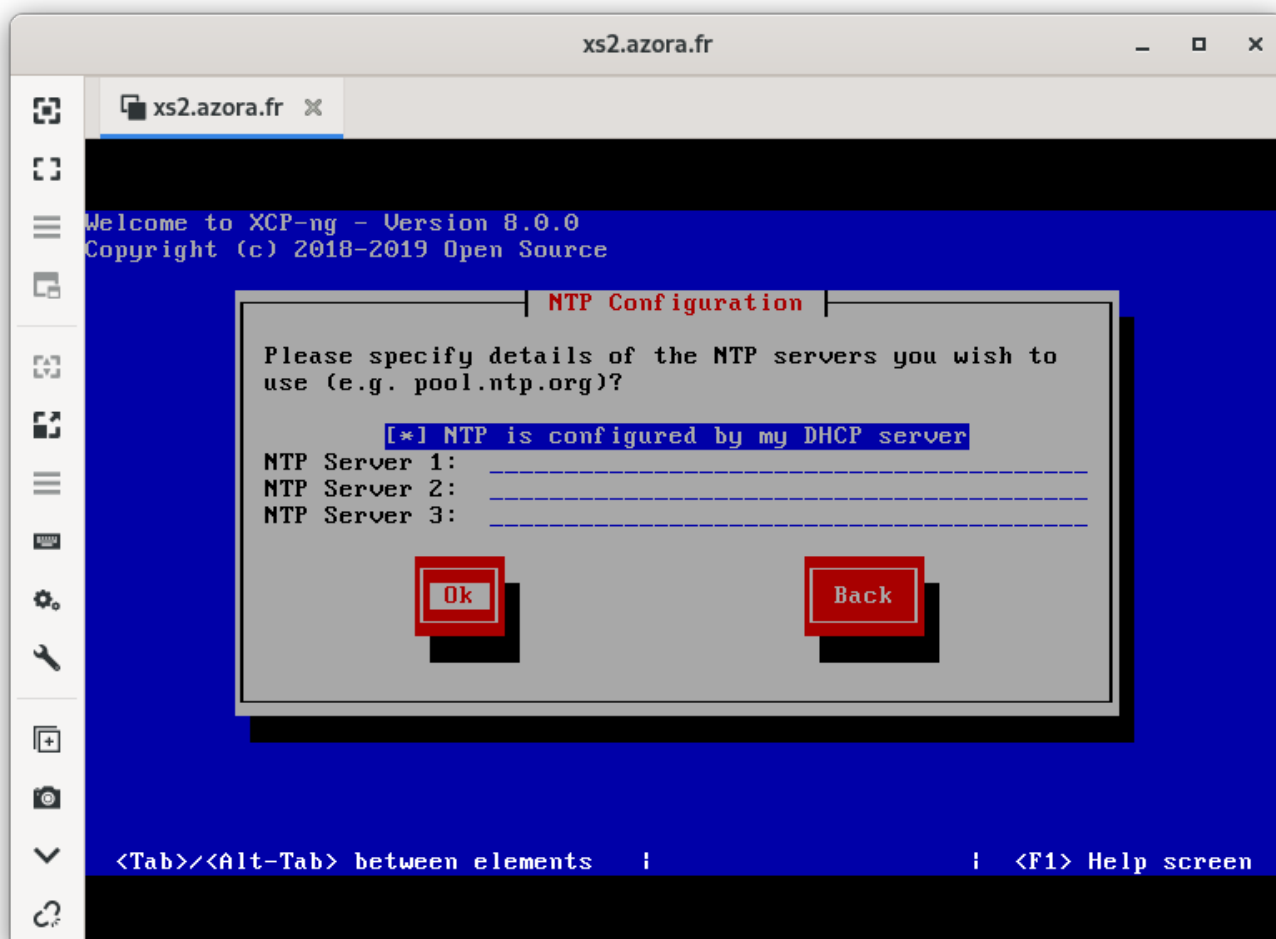 xs2.azora.fr
xs2.azora.fr
Welcome to XCP-ng - Version 8.0.0
Copyright (c) 2018-2019 Open Source
NTP Configuration
Please specify details of the NTP servers you wish to
use (e.g. pool.ntp.org)?
[*] NTP is configured by my DHCP server
NTP Server 1:
NTP Server 2:
NTP Server 3:
Ok Back
<Tab>/<Alt-Tab> between elements | | <F1> Help screen